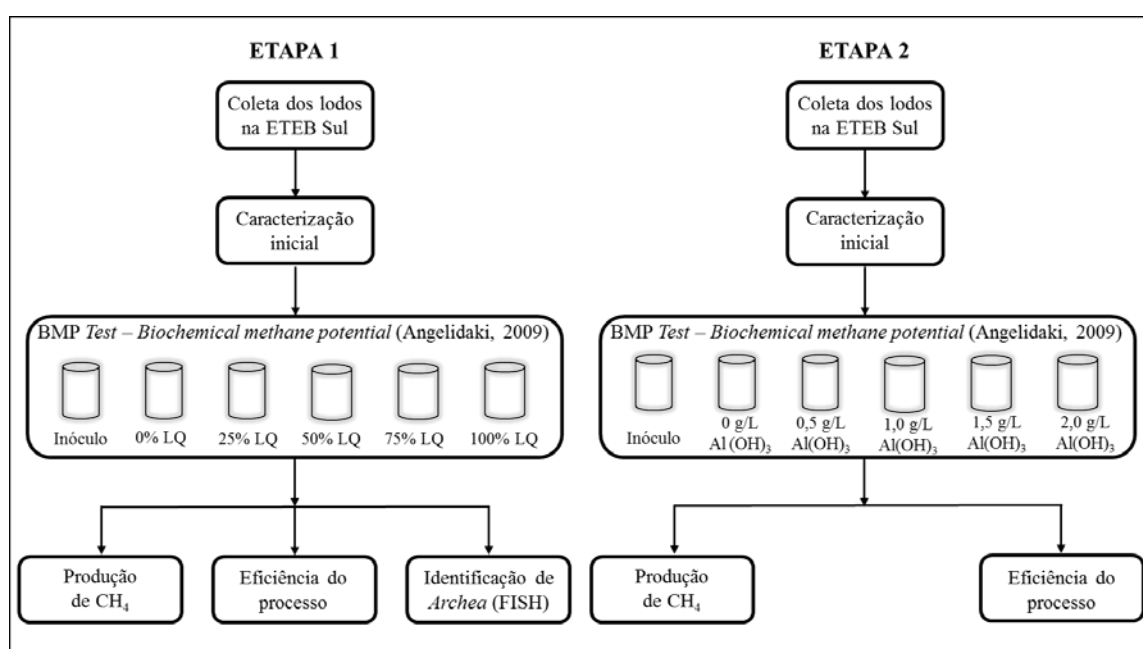 ETAPA 1
Coleta dos lodos
na ETEB Sul
Caracterização
inicial
BMP Test – Biochemical methane potential (Angelidaki, 2009)
Inóculo
0% LQ
25% LQ
50% LQ
75% LQ
100% LQ
Produção
de CH₄
Eficiência do
processo
Identificação de
Archea (FISH)
ETAPA 2
Coleta dos lodos
na ETEB Sul
Caracterização
inicial
BMP Test – Biochemical methane potential (Angelidaki, 2009)
Inóculo
0 g/L
Al(OH)₃
0,5 g/L
Al(OH)₃
1,0 g/L
Al(OH)₃
1,5 g/L
Al(OH)₃
2,0 g/L
Al(OH)₃
Produção
de CH₄
Eficiência do
processo